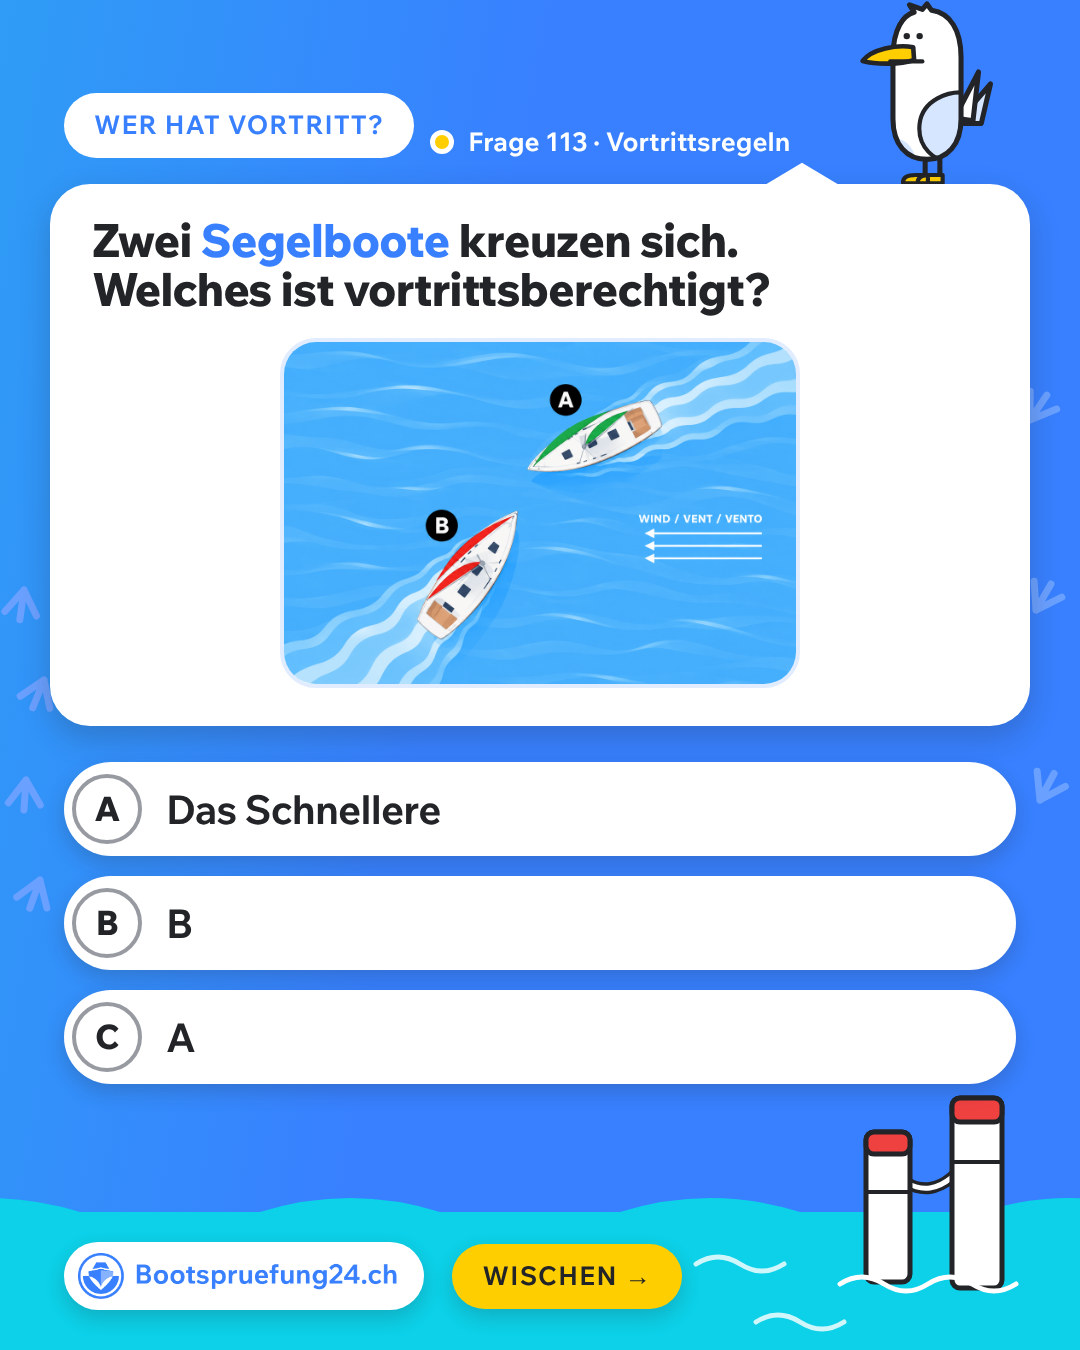 WER HAT VORTRITT?
Frage 113 · Vortrittsregeln
Zwei Segelboote kreuzen sich.
Welches ist vortrittsberechtigt?
A
B
WIND / VENT / VENTO
A Das Schnellere
B B
C A
Bootspruefung24.ch
WISCHEN →